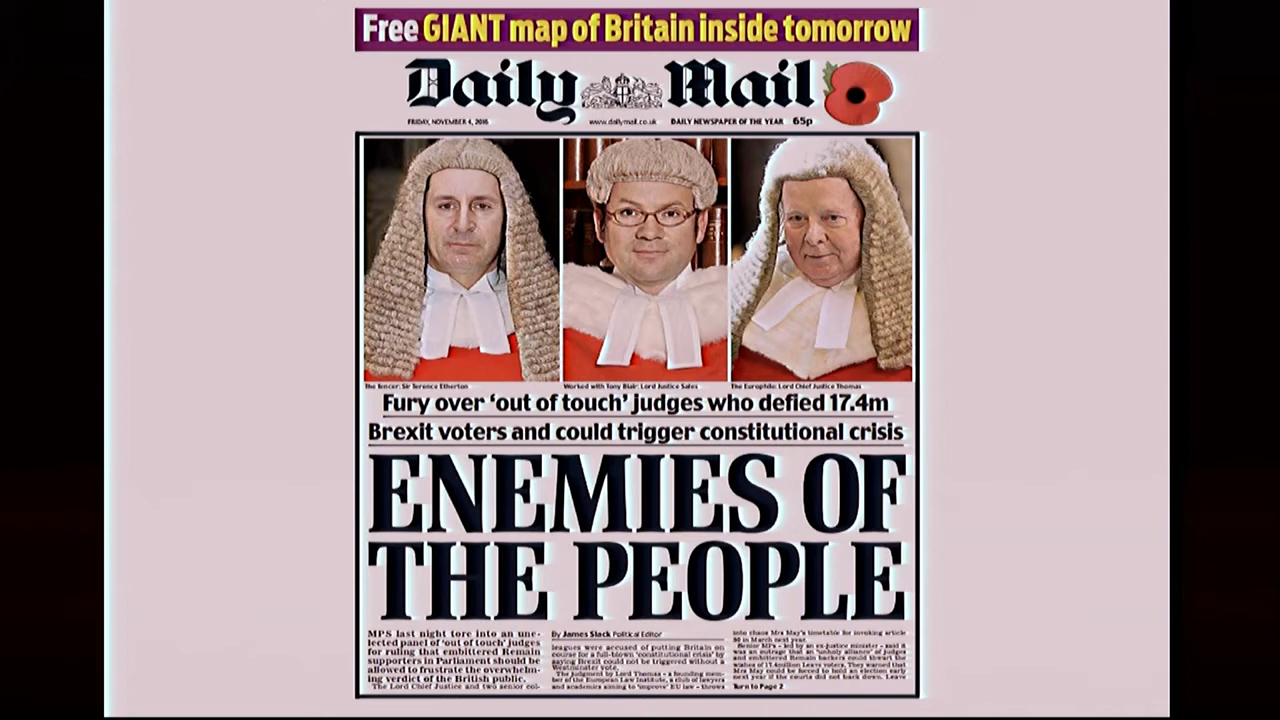 Free GIANT map of Britain inside tomorrow
Daily Mail
FRIDAY, NOVEMBER 4, 2016 www.dailymail.co.uk DAILY NEWSPAPER OF THE YEAR 65p
The fencer: Sir Terence Etherton
Worked with Tony Blair: Lord Justice Sales
The Europhile: Lord Chief Justice Thomas
Fury over ‘out of touch’ judges who defied 17.4m
Brexit voters and could trigger constitutional crisis
ENEMIES OF
THE PEOPLE
MPS last night tore into an une-
lected panel of ‘out of touch’ judges
for ruling that embittered Remain
supporters in Parliament should be
allowed to frustrate the overwhelm-
ing verdict of the British public.
The Lord Chief Justice and two senior col-
By James Slack Political Editor
leagues were accused of putting Britain on
course for a full-blown ‘constitutional crisis’ by
saying Brexit could not be triggered without a
Westminster vote.
The judgment by Lord Thomas – a founding mem-
ber of the European Law Institute, a club of lawyers
and academics aiming to ‘improve’ EU law – throws
into chaos Mrs May’s timetable for invoking article
50 in March next year.
Senior MPs – led by an ex-justice minister – said it
was an outrage that an ‘unholy alliance’ of judges
and embittered Remain backers could thwart the
wishes of 17.4million Leave voters. They warned that
Mrs May could be forced to hold an election early
next year if the courts did not back down. Leave
Turn to Page 2